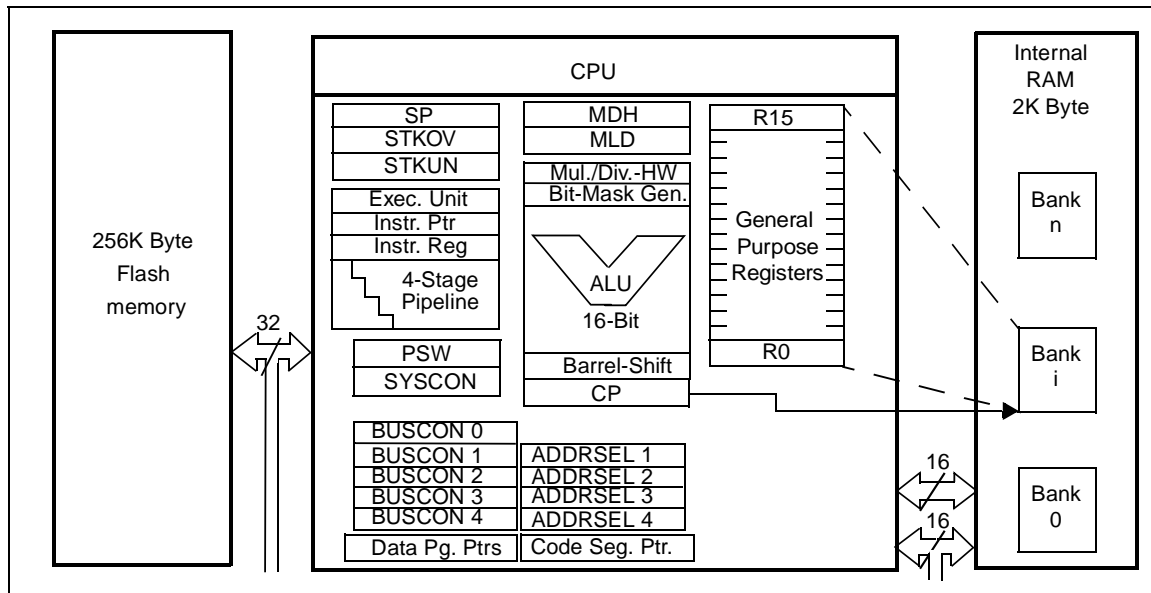 256K Byte
Flash
memory
32
CPU
SP
STKOV
STKUN
Exec. Unit
Instr. Ptr
Instr. Reg
4-Stage
Pipeline
PSW
SYSCON
MDH
MLD
Mul./Div.-HW
Bit-Mask Gen.
ALU
16-Bit
Barrel-Shift
CP
R15
General
Purpose
Registers
R0
BUSCON 0
BUSCON 1
BUSCON 2
BUSCON 3
BUSCON 4
ADDRSEL 1
ADDRSEL 2
ADDRSEL 3
ADDRSEL 4
Data Pg. Ptrs
Code Seg. Ptr.
Internal
RAM
2K Byte
Bank
n
Bank
i
Bank
0
16
16